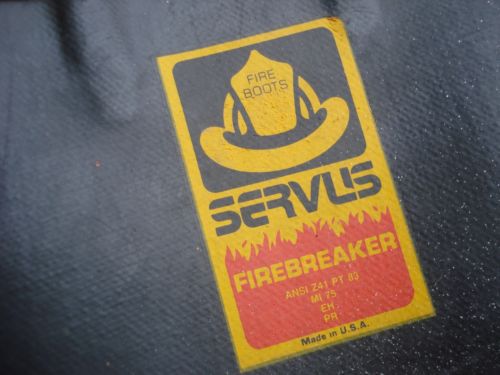 FIRE
BOOTS
SERVUS
FIREBREAKER
ANSI Z41 PT 83
MI 75
EH
PR
Made in U.S.A.